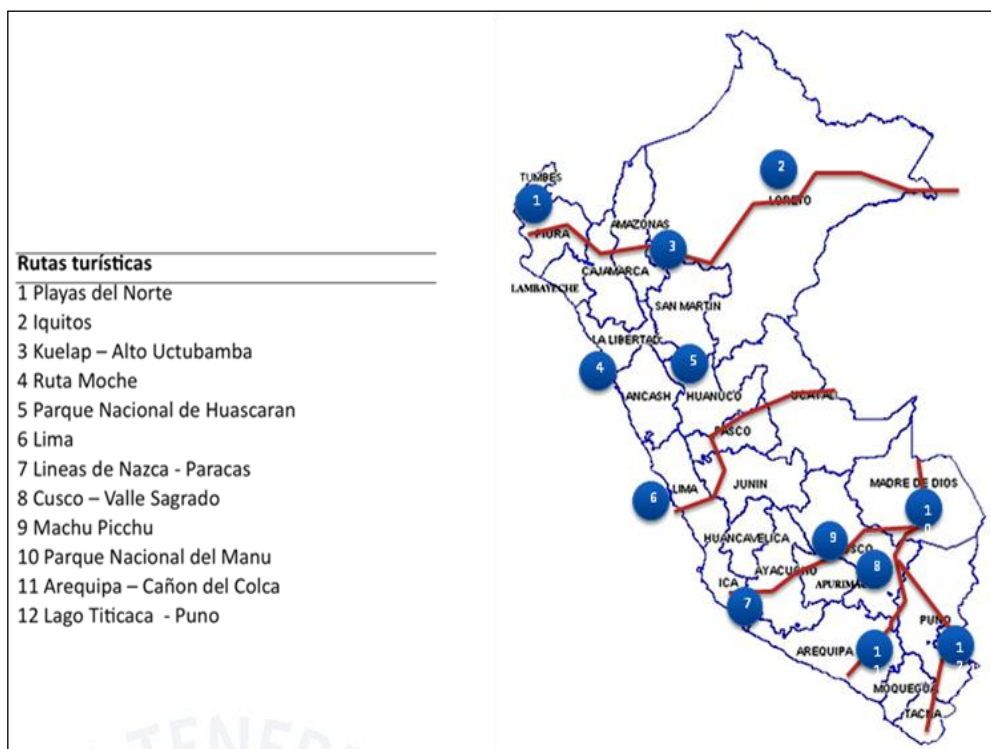 Rutas turísticas
1 Playas del Norte
2 Iquitos
3 Kuelap – Alto Uctubamba
4 Ruta Moche
5 Parque Nacional de Huascaran
6 Lima
7 Lineas de Nazca - Paracas
8 Cusco – Valle Sagrado
9 Machu Picchu
10 Parque Nacional del Manu
11 Arequipa – Cañon del Colca
12 Lago Titicaca - Puno
TENER
TUMBES
1
2
LORETO
PIURA
AMAZONAS
3
CAJAMARCA
LAMBAYECHE
SAN MARTIN
LA LIBERTAD
4
5
ANCASH
HUANUCO
UCAYALI
PASCO
6
LIMA
JUNIN
MADRE DE DIOS
10
HUANCAVELICA
9
AYACUCHO
8
ICA
7
PUNO
AREQUIPA
11
12
MOQUEGUA
TACNA